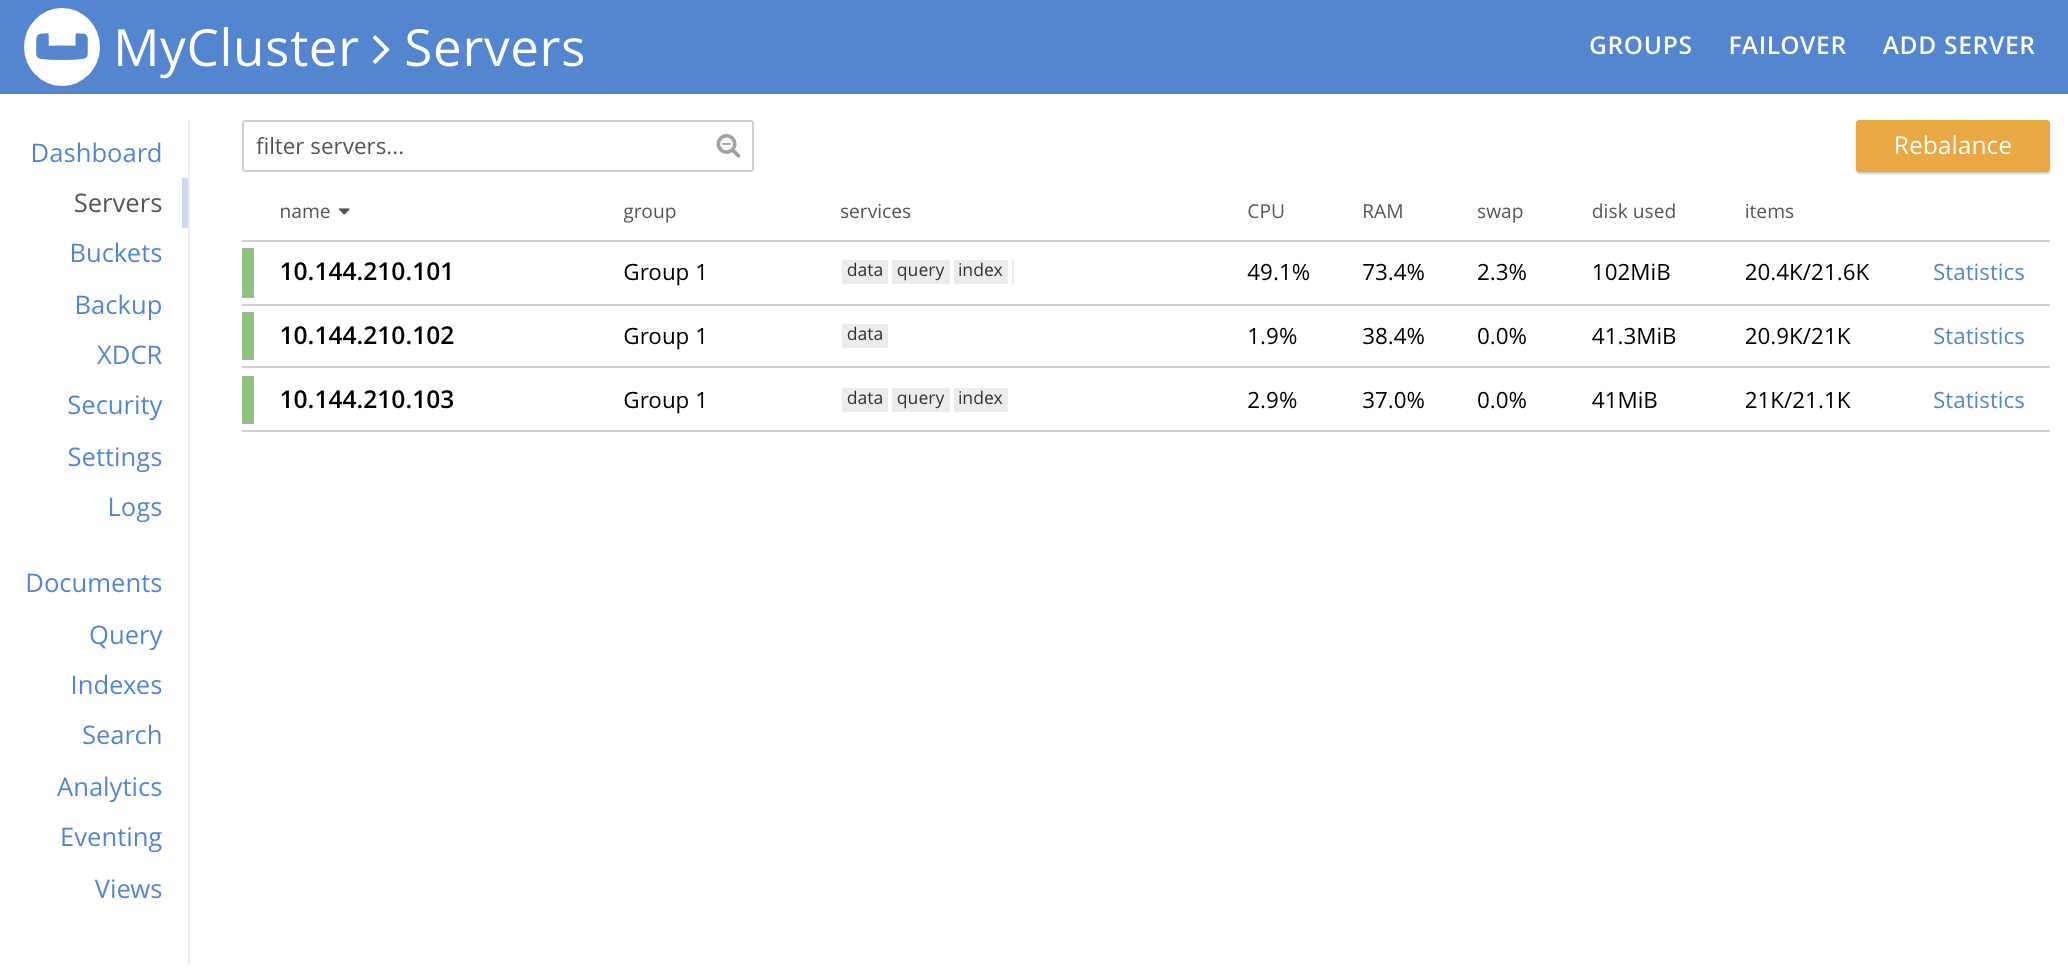 MyCluster > Servers
GROUPS FAILOVER ADD SERVER
Dashboard
Servers
Buckets
Backup
XDCR
Security
Settings
Logs
Documents
Query
Indexes
Search
Analytics
Eventing
Views
filter servers...
Rebalance
name group services CPU RAM swap disk used items
10.144.210.101 Group 1 data query index 49.1% 73.4% 2.3% 102MiB 20.4K/21.6K Statistics
10.144.210.102 Group 1 data 1.9% 38.4% 0.0% 41.3MiB 20.9K/21K Statistics
10.144.210.103 Group 1 data query index 2.9% 37.0% 0.0% 41MiB 21K/21.1K Statistics